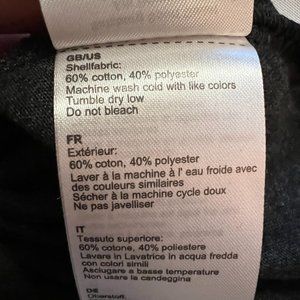 GB/US
Shellfabric:
60% cotton, 40% polyester
Machine wash cold with like colors
Tumble dry low
Do not bleach
FR
Extérieur:
60% cotton, 40% polyester
Laver à la machine à l' eau froide avec
des couleurs similaires
Sécher à la machine cycle doux
Ne pas javelliser
IT
Tessuto superiore:
60% cotone, 40% poliestere
Lavare in Lavatrice in acqua fredda
con colori simili
Asciugare a basse temperature
Non usare la candeggina
DE
Oberstoff: